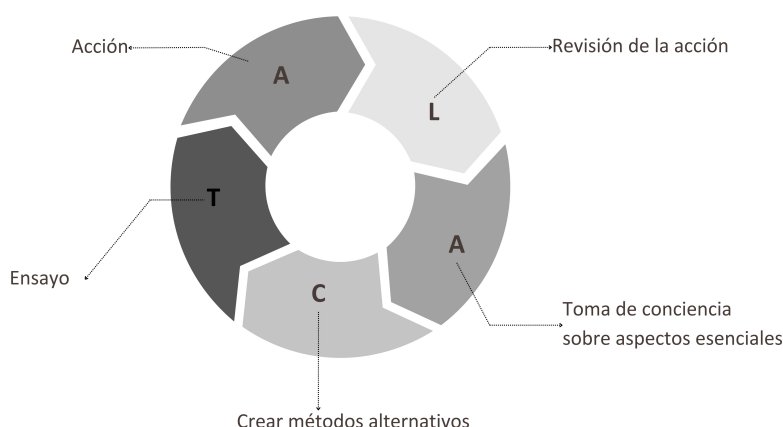 Acción
Revisión de la acción
A
L
T
A
Ensayo
C
Toma de conciencia
sobre aspectos esenciales
Crear métodos alternativos